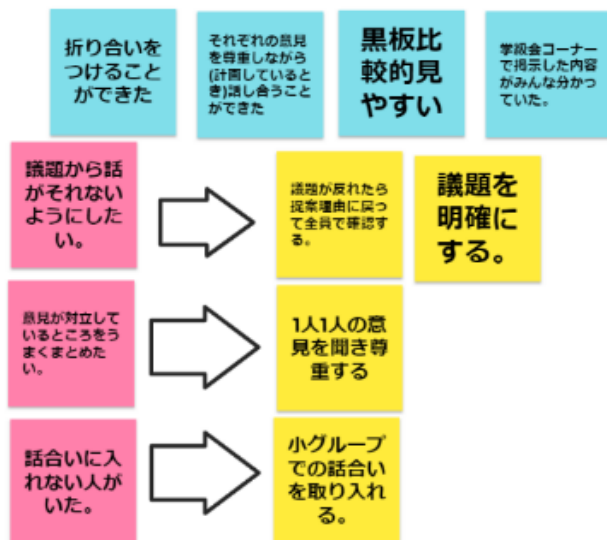 折り合いを
つけること
ができた
それぞれの意見
を尊重しながら
(計画していると
き)話し合うこと
ができた
黒板比
較的見
やすい
学級会コーナー
で掲示した内容
がみんな分かっ
ていた。
議題から話
がそれない
ようにした
い。
議題が反れたら
提案理由に戻っ
て全員で確認す
る。
議題を
明確に
する。
意見が対立して
いるところをう
まくまとめた
い。
1人1人の意
見を聞き尊
重する
話合いに入
れない人が
いた。
小グループ
での話合い
を取り入れ
る。